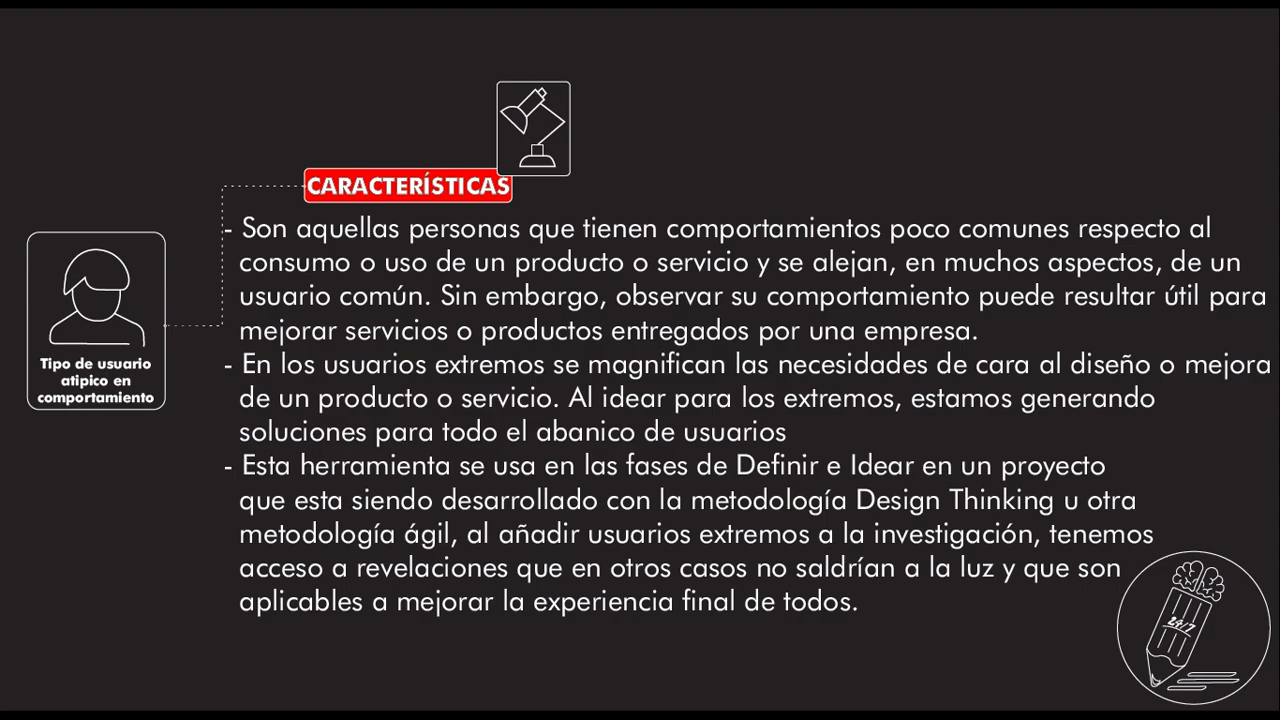 CARACTERÍSTICAS
- Son aquellas personas que tienen comportamientos poco comunes respecto al
consumo o uso de un producto o servicio y se alejan, en muchos aspectos, de un
usuario común. Sin embargo, observar su comportamiento puede resultar útil para
mejorar servicios o productos entregados por una empresa.
- En los usuarios extremos se magnifican las necesidades de cara al diseño o mejora
de un producto o servicio. Al idear para los extremos, estamos generando
soluciones para todo el abanico de usuarios
- Esta herramienta se usa en las fases de Definir e Idear en un proyecto
que esta siendo desarrollado con la metodología Design Thinking u otra
metodología ágil, al añadir usuarios extremos a la investigación, tenemos
acceso a revelaciones que en otros casos no saldrían a la luz y que son
aplicables a mejorar la experiencia final de todos.
Tipo de usuario
atipico en
comportamiento
24/7